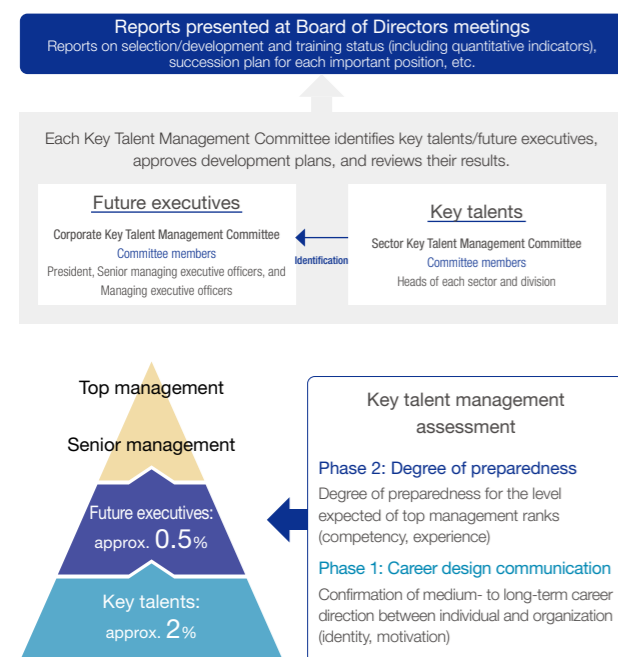 Reports presented at Board of Directors meetings
Reports on selection/development and training status (including quantitative indicators),
succession plan for each important position, etc.
Each Key Talent Management Committee identifies key talents/future executives,
approves development plans, and reviews their results.
Future executives
Corporate Key Talent Management Committee
Committee members
President, Senior managing executive officers, and
Managing executive officers
Identification
Key talents
Sector Key Talent Management Committee
Committee members
Heads of each sector and division
Top management
Senior management
Future executives:
approx. 0.5%
Key talents:
approx. 2%
Key talent management
assessment
Phase 2: Degree of preparedness
Degree of preparedness for the level
expected of top management ranks
(competency, experience)
Phase 1: Career design communication
Confirmation of medium- to long-term career
direction between individual and organization
(identity, motivation)